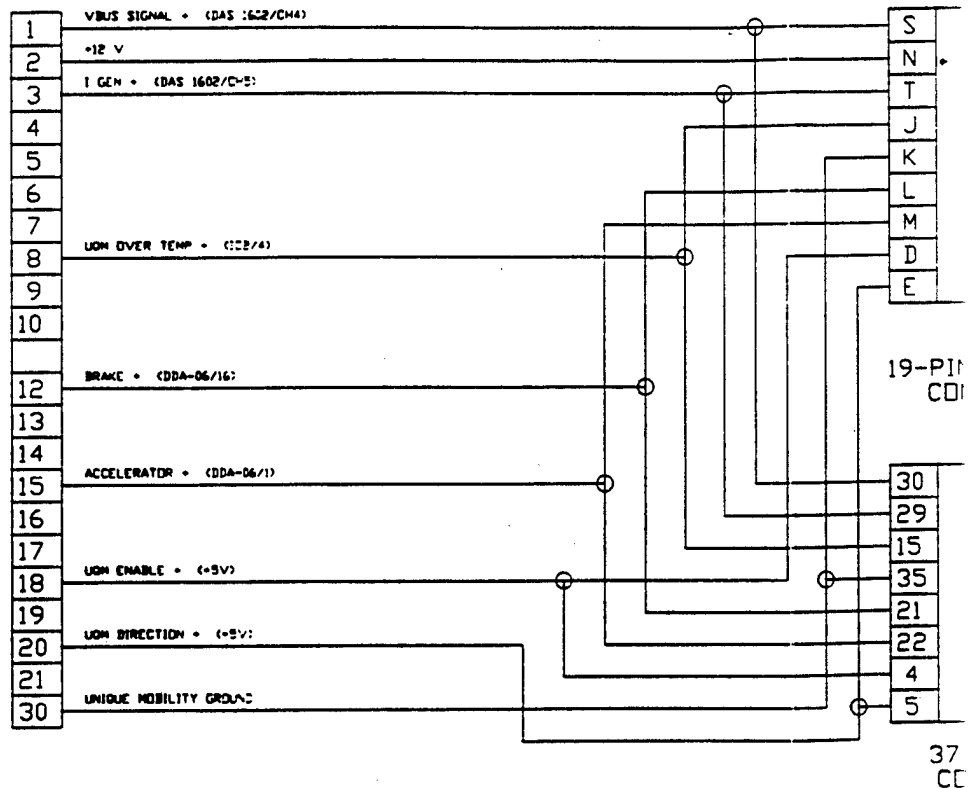 1 VBUS SIGNAL + (DAS 1602/CH4) S
2 +12 V N
3 I GEN + (DAS 1602/CH5) T
4 J
5 K
6 L
7 M
8 UQM OVER TEMP + D
9 E
10
19-PIN
12 BRAKE + (DDA-06/16)
13
14
15 ACCELERATOR + (DDA-06/1) 30
16 29
17 15
18 UQM ENABLE + (+5V) 35
19 21
20 UQM DIRECTION + (+5V) 22
21 4
30 UNIQUE MOBILITY GROUND 5
37